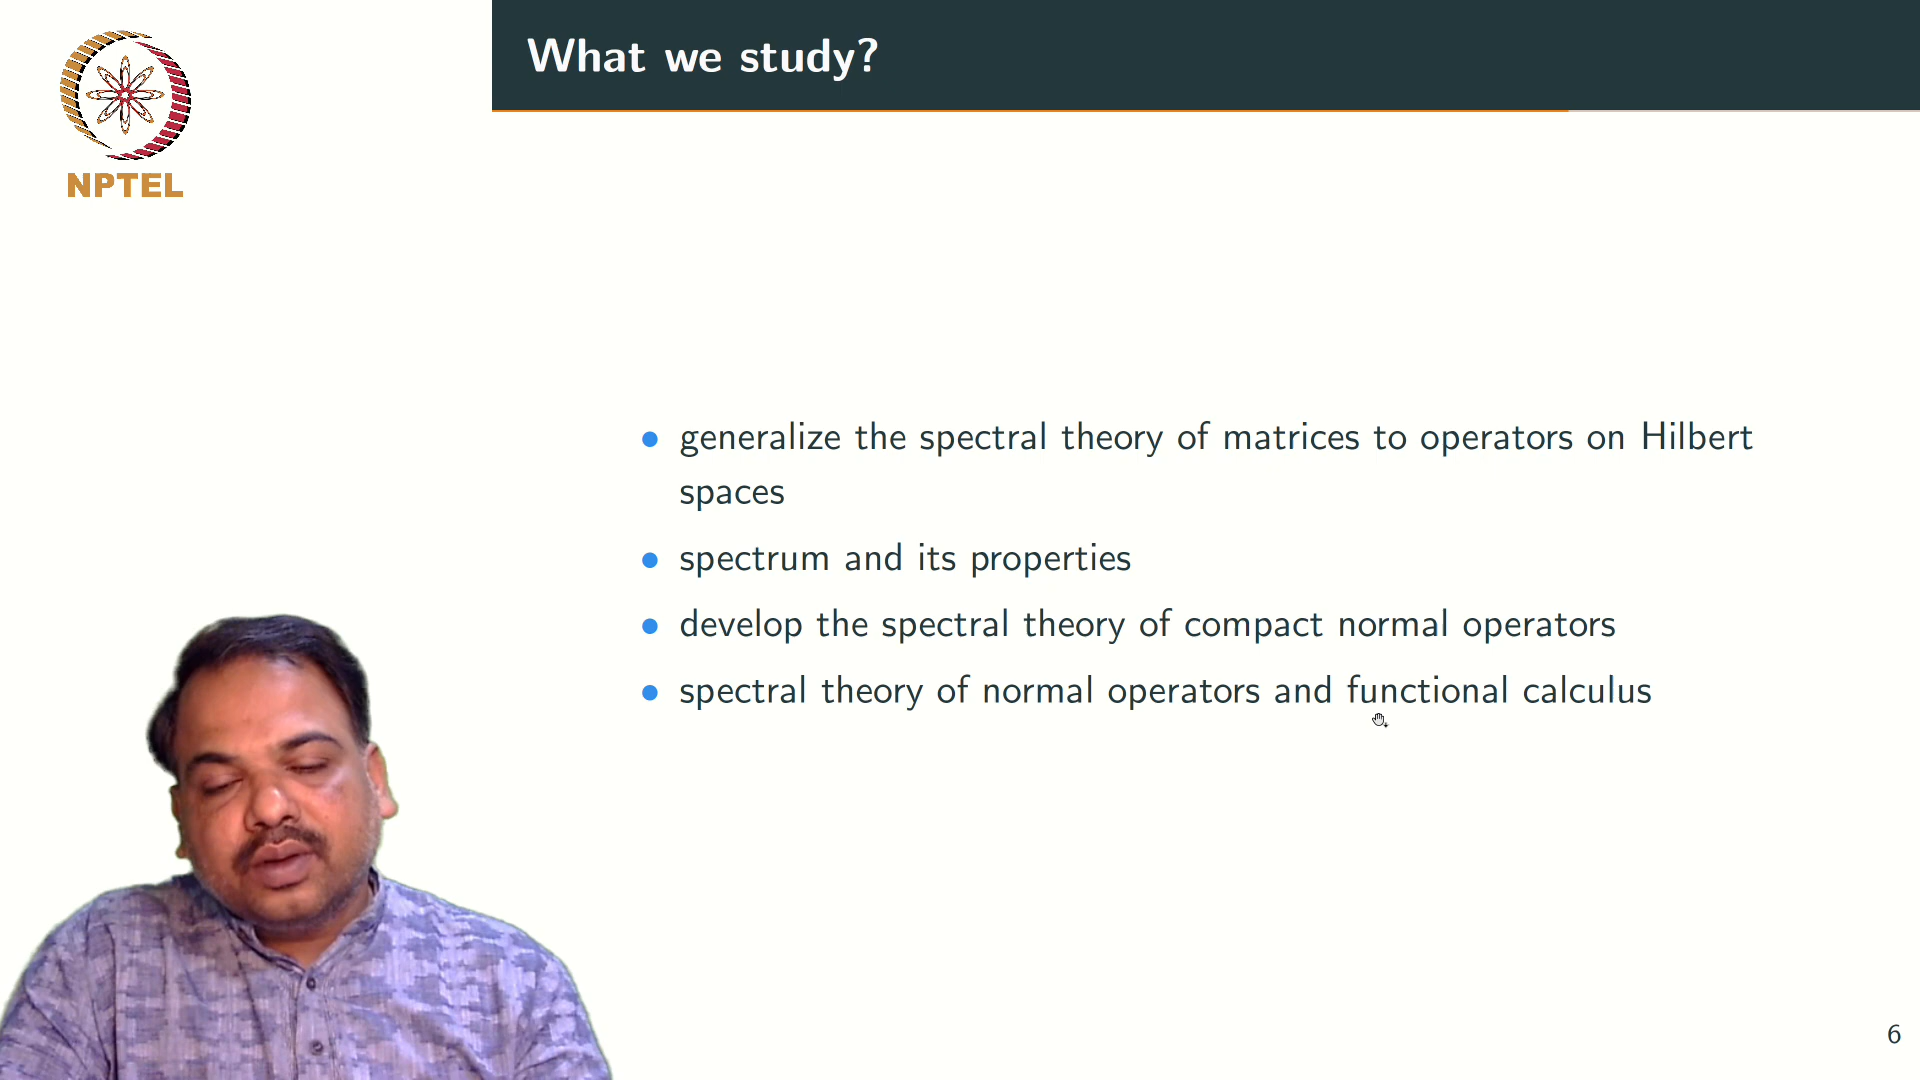 What we study?
NPTEL
• generalize the spectral theory of matrices to operators on Hilbert
spaces
• spectrum and its properties
• develop the spectral theory of compact normal operators
• spectral theory of normal operators and functional calculus
6